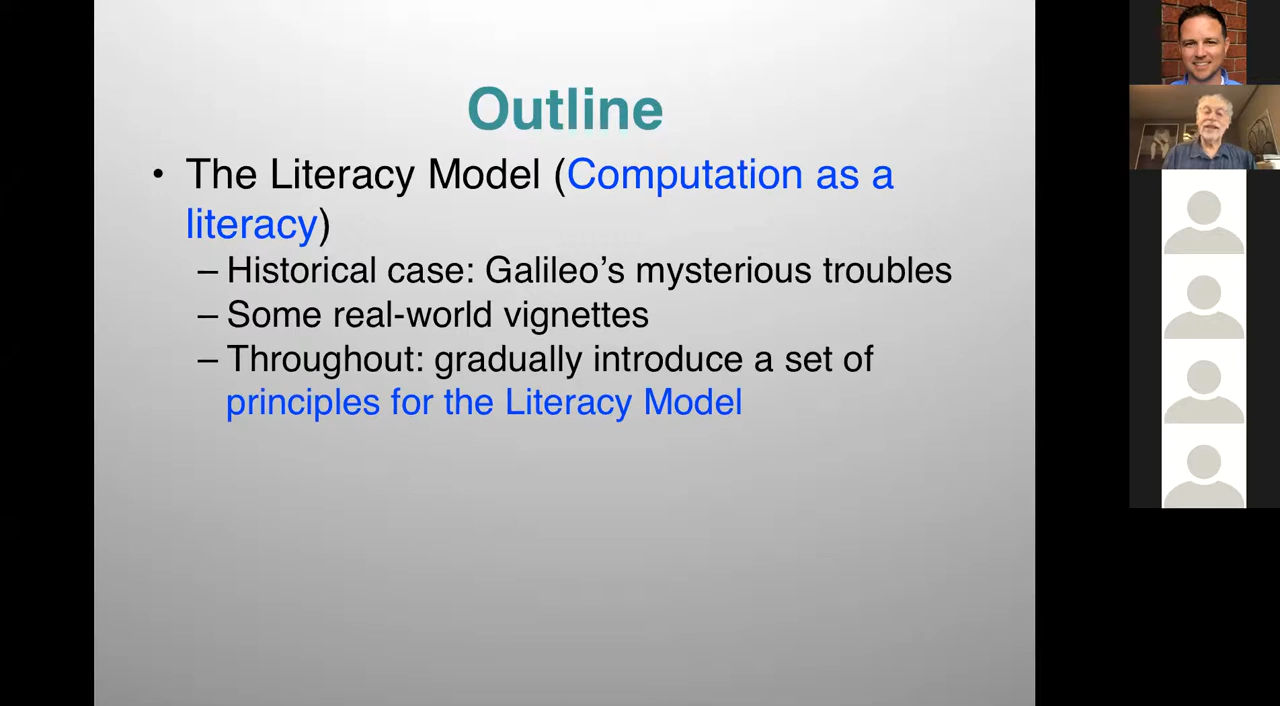 Outline
• The Literacy Model (Computation as a
literacy)
– Historical case: Galileo’s mysterious troubles
– Some real-world vignettes
– Throughout: gradually introduce a set of
principles for the Literacy Model